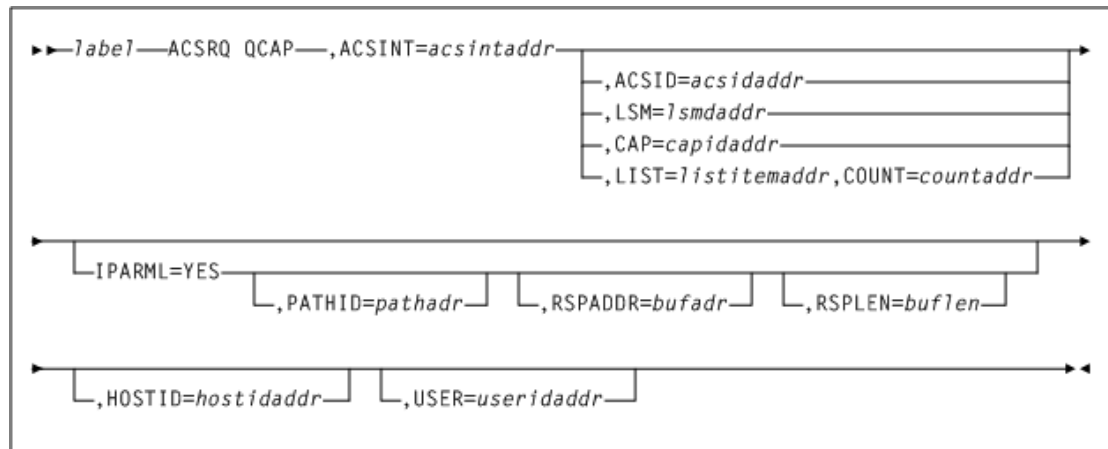 label ACSRQ QCAP ,ACSINT=acsintaddr
,ACSID=acsidaddr
,LSM=lsmdaddr
,CAP=capidaddr
,LIST=listitemaddr,COUNT=countaddr
IPARML=YES
,PATHID=pathadr ,RSPADDR=bufadr ,RSPLEN=buflen
,HOSTID=hostidaddr ,USER=useridaddr